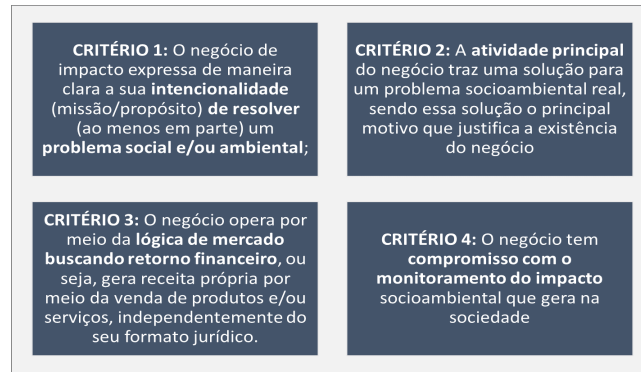 CRITÉRIO 1: O negócio de
impacto expressa de maneira
clara a sua intencionalidade
(missão/propósito) de resolver
(ao menos em parte) um
problema social e/ou ambiental;
CRITÉRIO 2: A atividade principal
do negócio traz uma solução para
um problema socioambiental real,
sendo essa solução o principal
motivo que justifica a existência
do negócio
CRITÉRIO 3: O negócio opera por
meio da lógica de mercado
buscando retorno financeiro, ou
seja, gera receita própria por
meio da venda de produtos e/ou
serviços, independentemente do
seu formato jurídico.
CRITÉRIO 4: O negócio tem
compromisso com o
monitoramento do impacto
socioambiental que gera na
sociedade